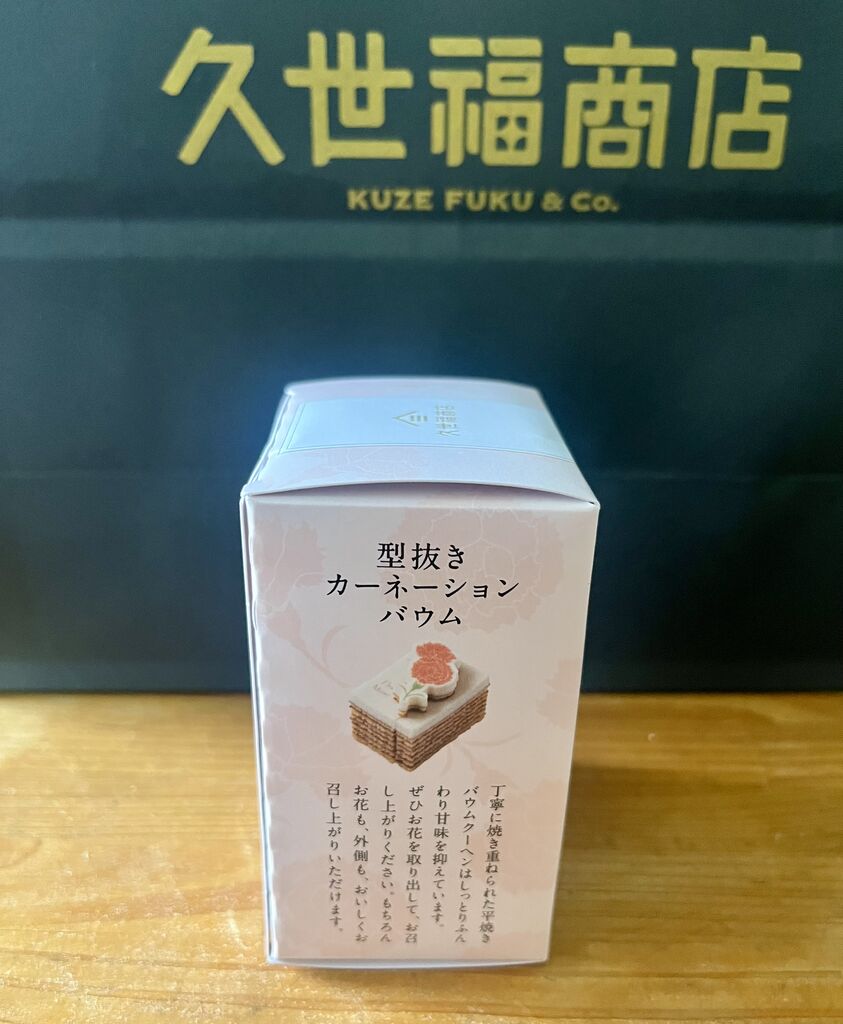 久世福商店
KUZE FUKU & Co.
久世福商店
型抜き
カーネーション
バウム
丁寧に焼き重ねられた平焼き
バウムクーヘンはしっとりふん
わり甘味を抑えています。
ぜひお花を取り出して、お召
し上がりください。もちろん
お花も、外側も、おいしくお
召し上がりいただけます。